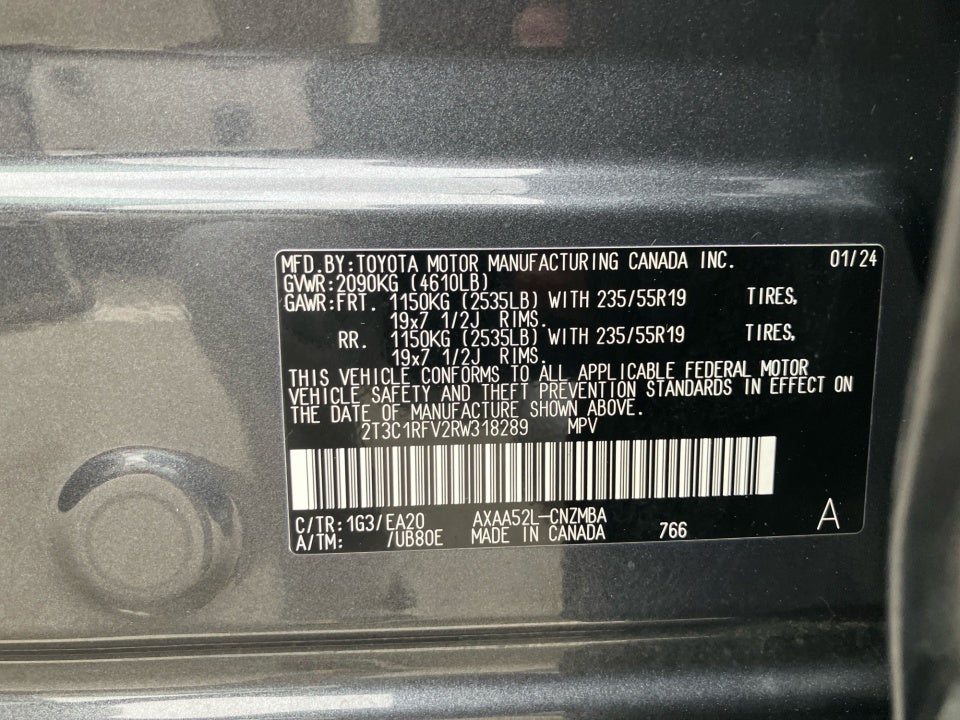 MFD.BY:TOYOTA MOTOR MANUFACTURING CANADA INC. 01/24
GVWR:2090KG (4610LB)
GAWR:FRT. 1150KG (2535LB) WITH 235/55R19 TIRES,
19x7 1/2J RIMS.
RR. 1150KG (2535LB) WITH 235/55R19 TIRES,
19x7 1/2J RIMS.
THIS VEHICLE CONFORMS TO ALL APPLICABLE FEDERAL MOTOR
VEHICLE SAFETY AND THEFT PREVENTION STANDARDS IN EFFECT ON
THE DATE OF MANUFACTURE SHOWN ABOVE.
2T3C1RFV2RW318289 MPV
C/TR:1G3/EA20 AXAA52L-CNZMBA
A/TM: /UB80E MADE IN CANADA 766 A